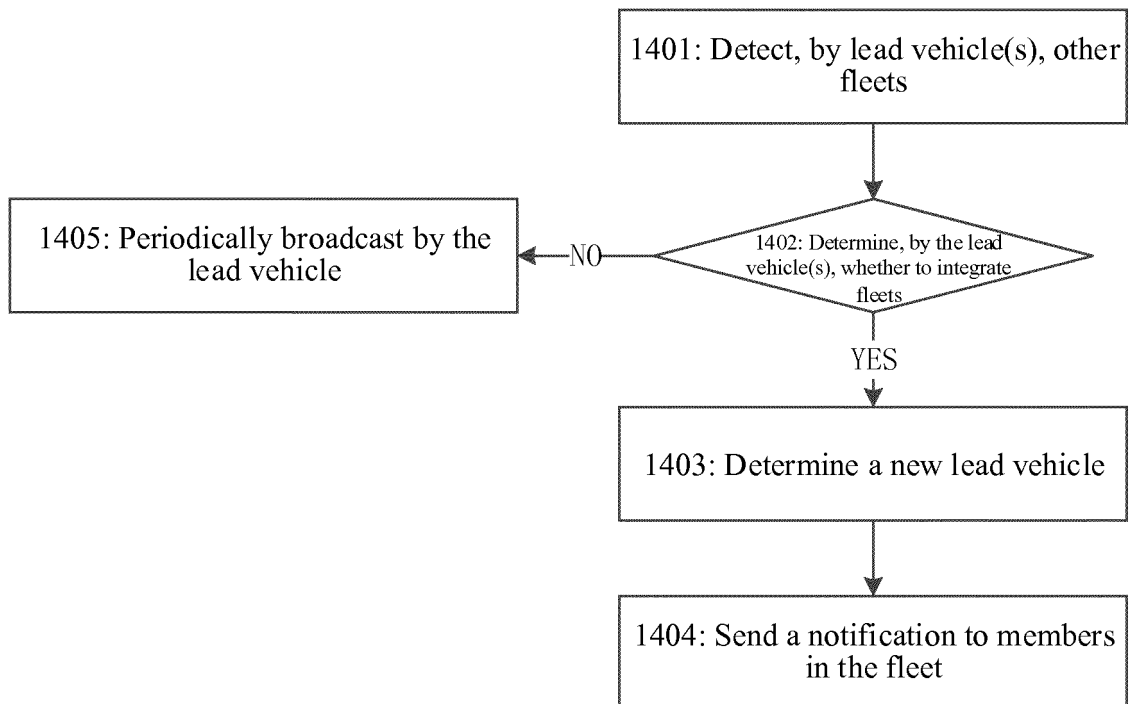 1401: Detect, by lead vehicle(s), other
fleets
1405: Periodically broadcast by the
lead vehicle
NO
1402: Determine, by the lead
vehicle(s), whether to integrate
fleets
YES
1403: Determine a new lead vehicle
1404: Send a notification to members
in the fleet